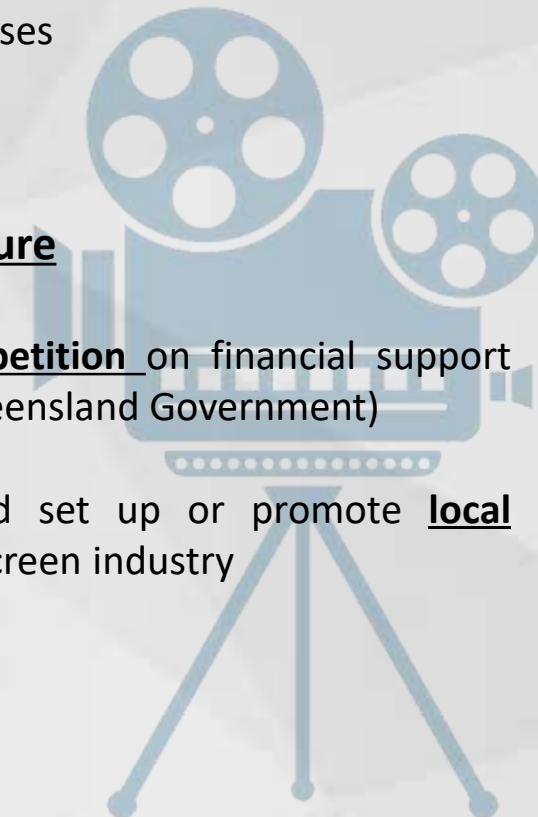 ses
ure
petition on financial support
eensland Government)
d set up or promote local
creen industry